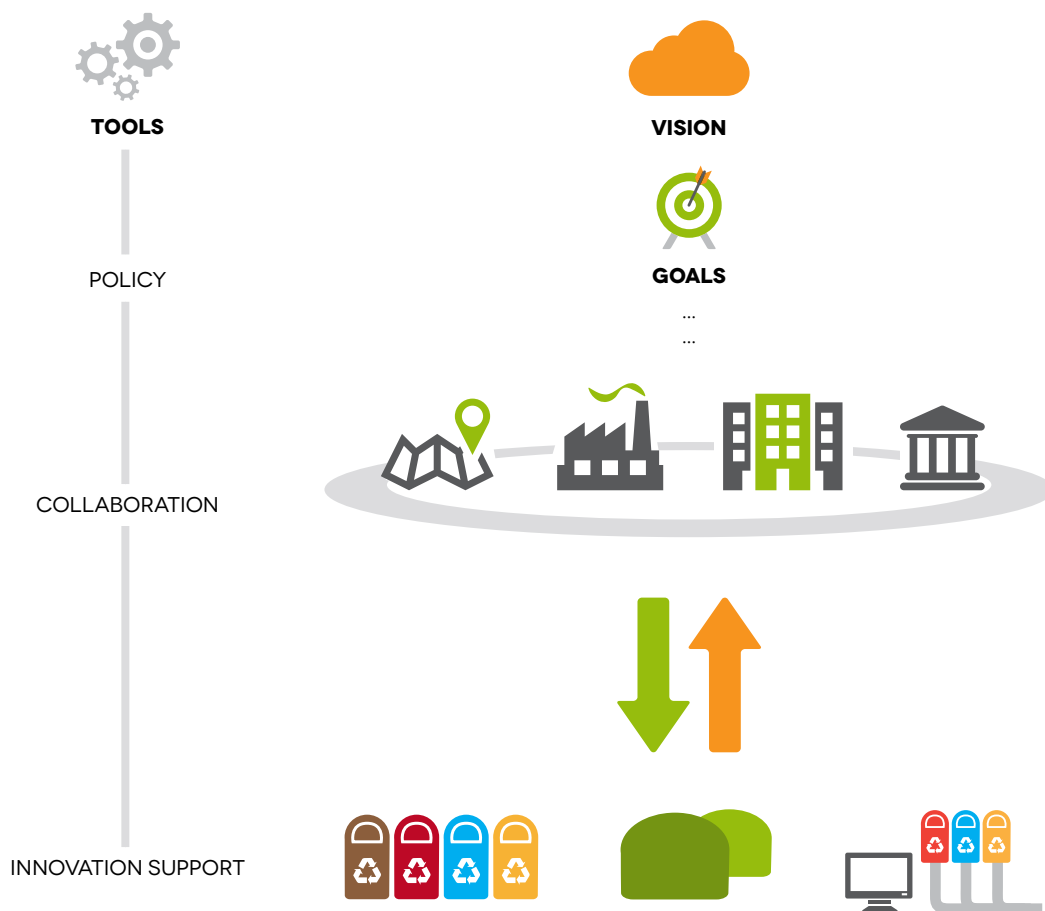 TOOLS
VISION
POLICY
GOALS
...
...
COLLABORATION
INNOVATION SUPPORT